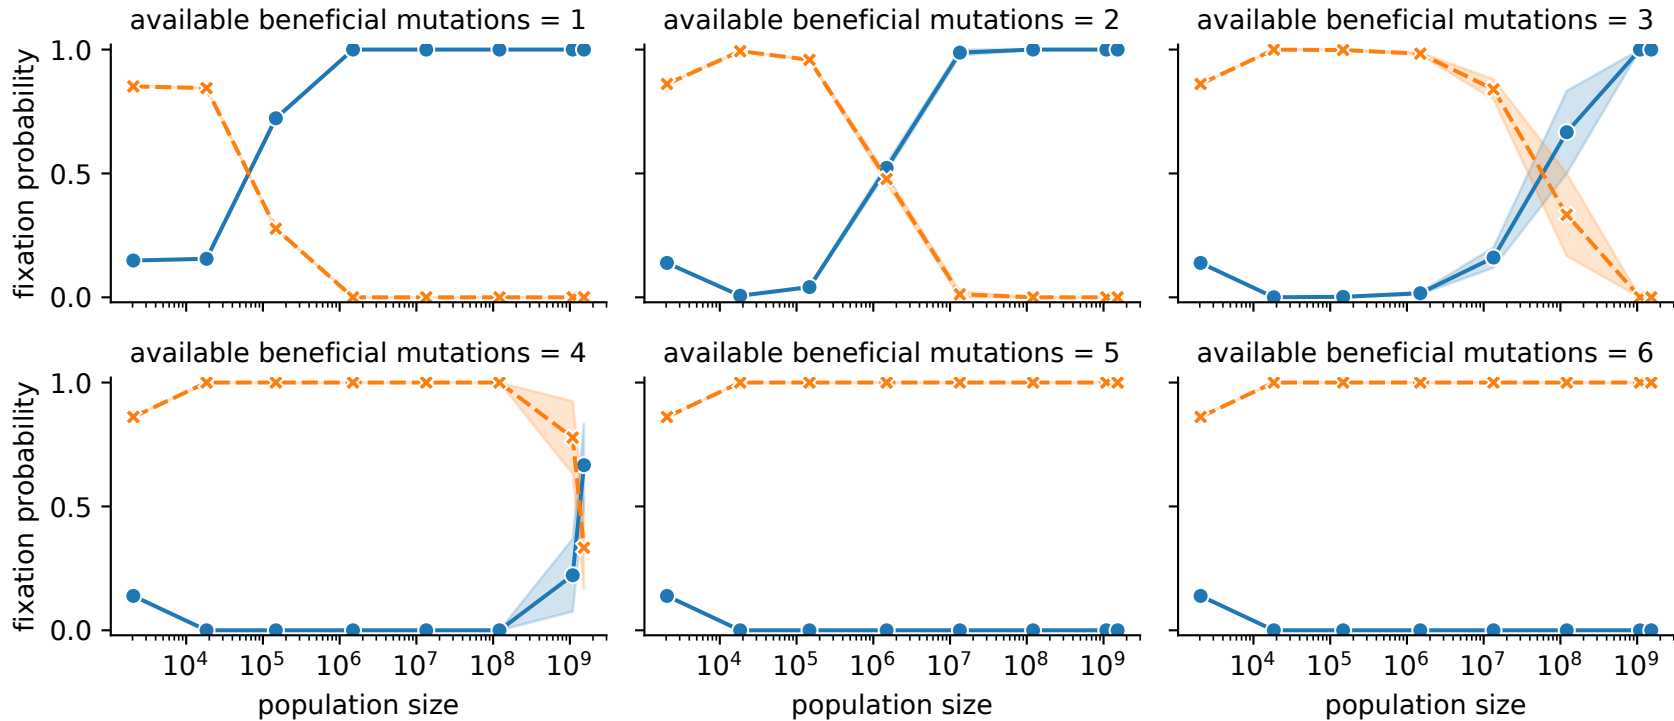 available beneficial mutations = 1
available beneficial mutations = 2
available beneficial mutations = 3
fixation probability
1.0
0.5
0.0
available beneficial mutations = 4
available beneficial mutations = 5
available beneficial mutations = 6
fixation probability
1.0
0.5
0.0
10⁴ 10⁵ 10⁶ 10⁷ 10⁸ 10⁹
10⁴ 10⁵ 10⁶ 10⁷ 10⁸ 10⁹
10⁴ 10⁵ 10⁶ 10⁷ 10⁸ 10⁹
population size
population size
population size